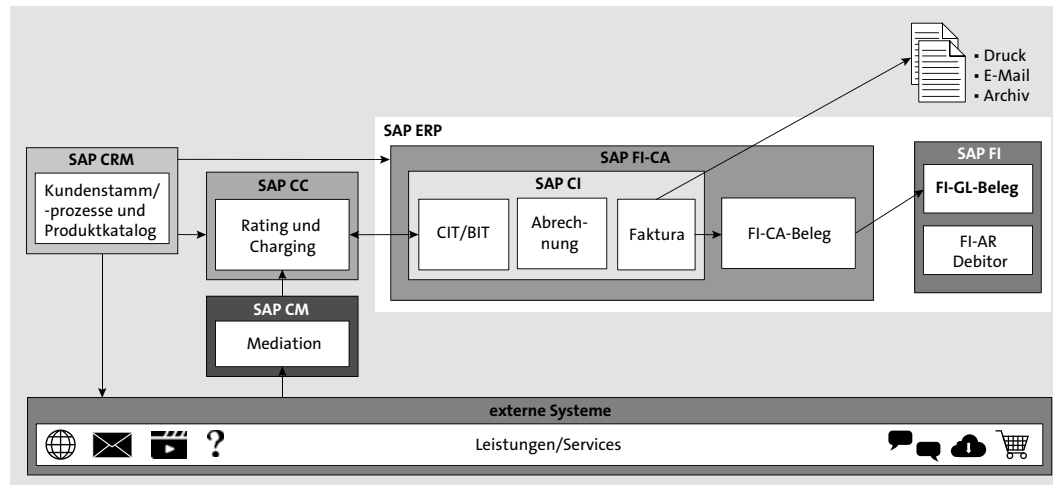 ▪ Druck
▪ E-Mail
▪ Archiv
SAP ERP
SAP CRM
Kundenstamm/
-prozesse und
Produktkatalog
SAP CC
Rating und
Charging
SAP FI-CA
SAP CI
CIT/BIT
Abrech-
nung
Faktura
FI-CA-Beleg
SAP FI
FI-GL-Beleg
FI-AR
Debitor
SAP CM
Mediation
externe Systeme
?
Leistungen/Services